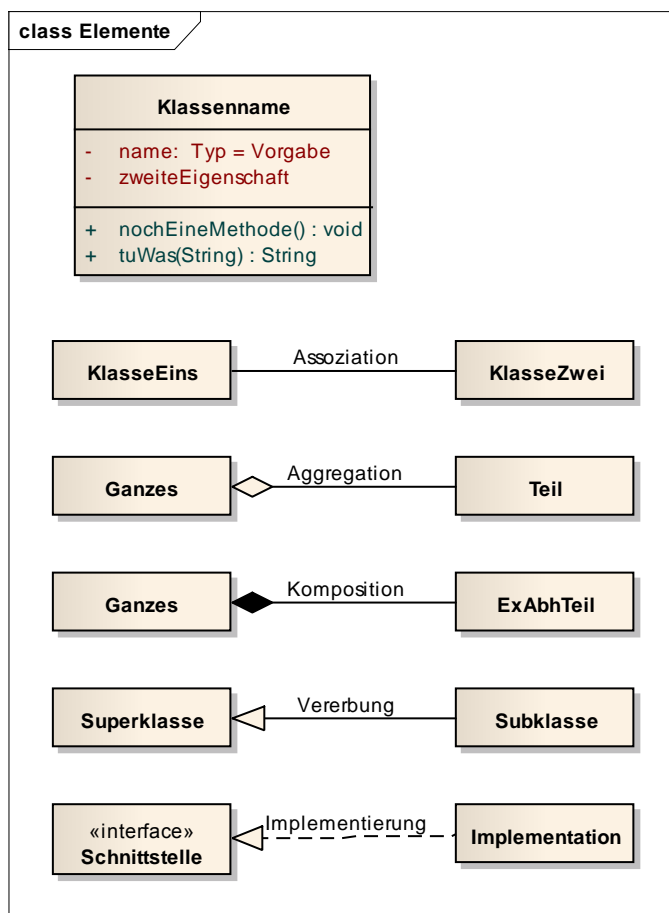 class Elemente
Klassenname
- name: Typ = Vorgabe
- zweiteEigenschaft
+ nochEineMethode() : void
+ tuWas(String) : String
KlasseEins Assoziation KlasseZwei
Ganzes Aggregation Teil
Ganzes Komposition ExAbhTeil
Superklasse Vererbung Subklasse
«interface»
Schnittstelle Implementierung Implementation